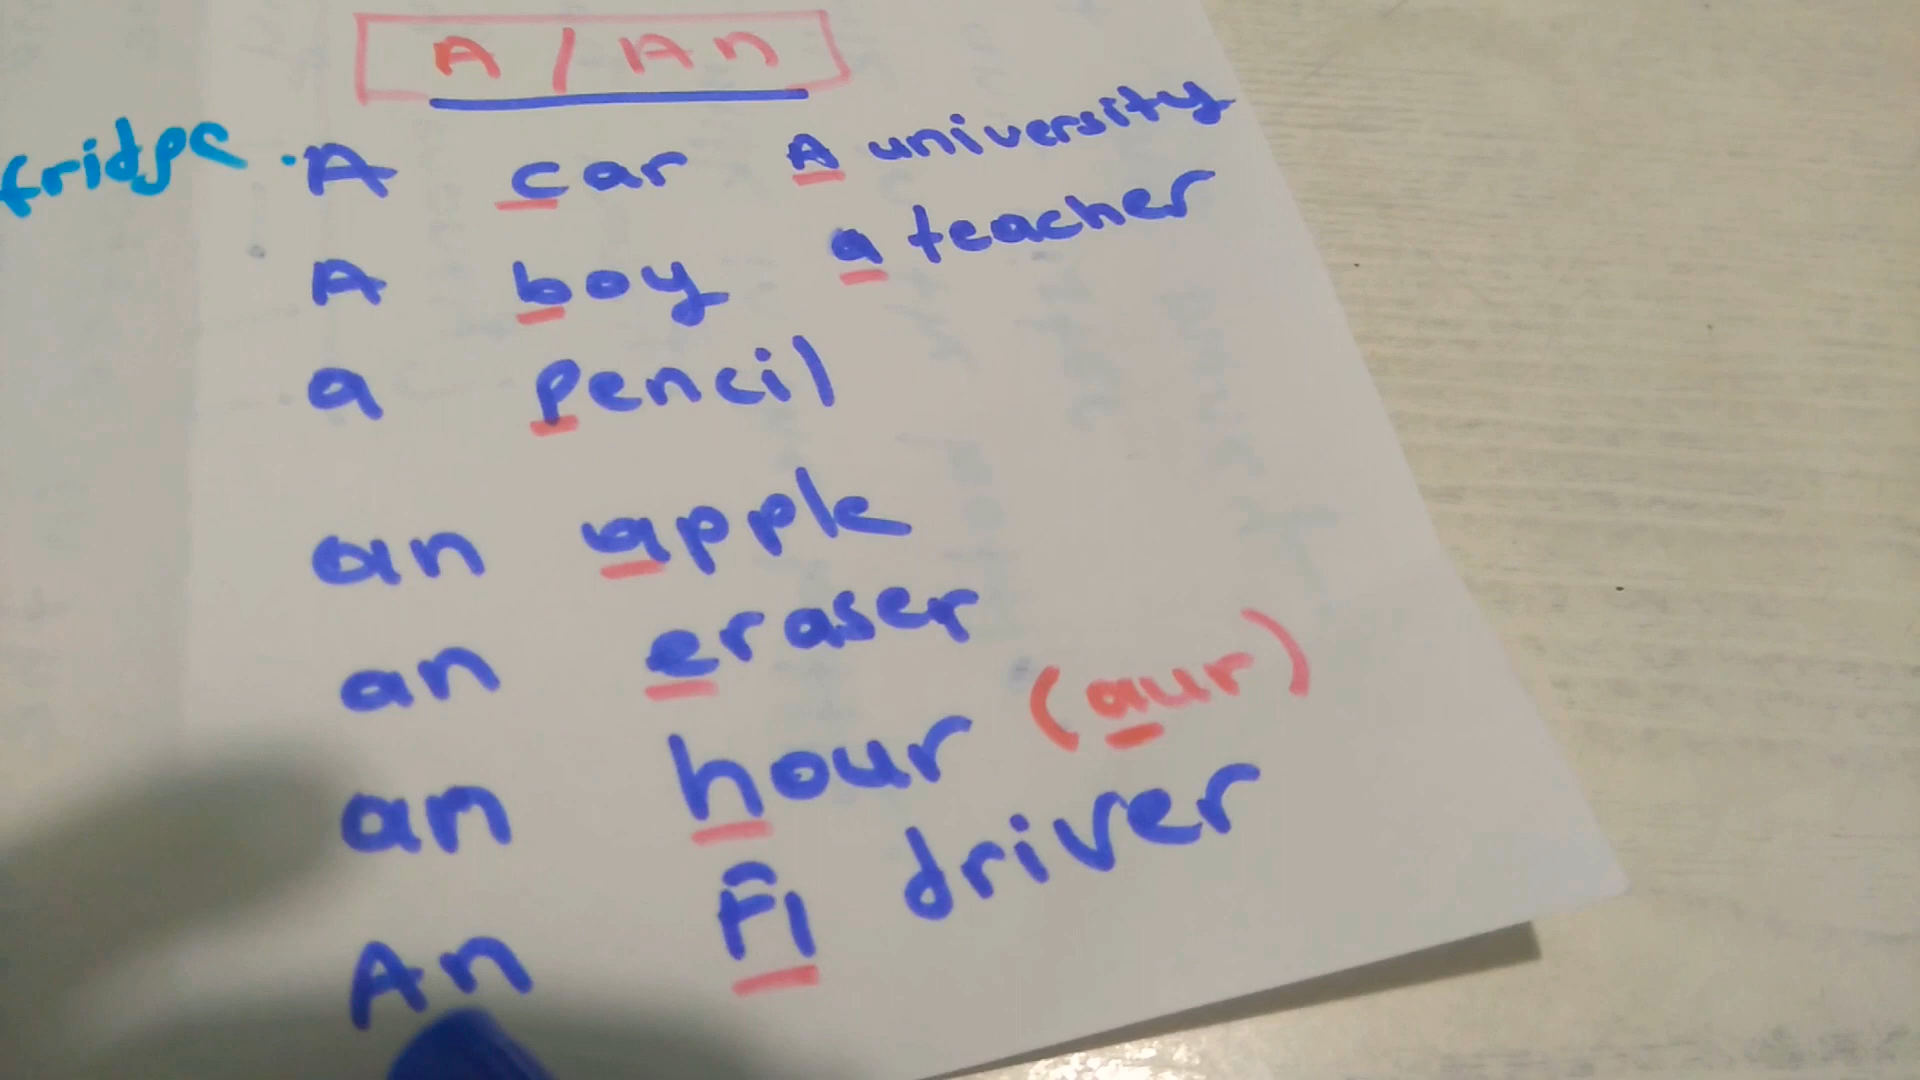 A / An
fridge . A car A university
A boy a teacher
a pencil
an apple
an eraser
an hour (aur)
An F1 driver